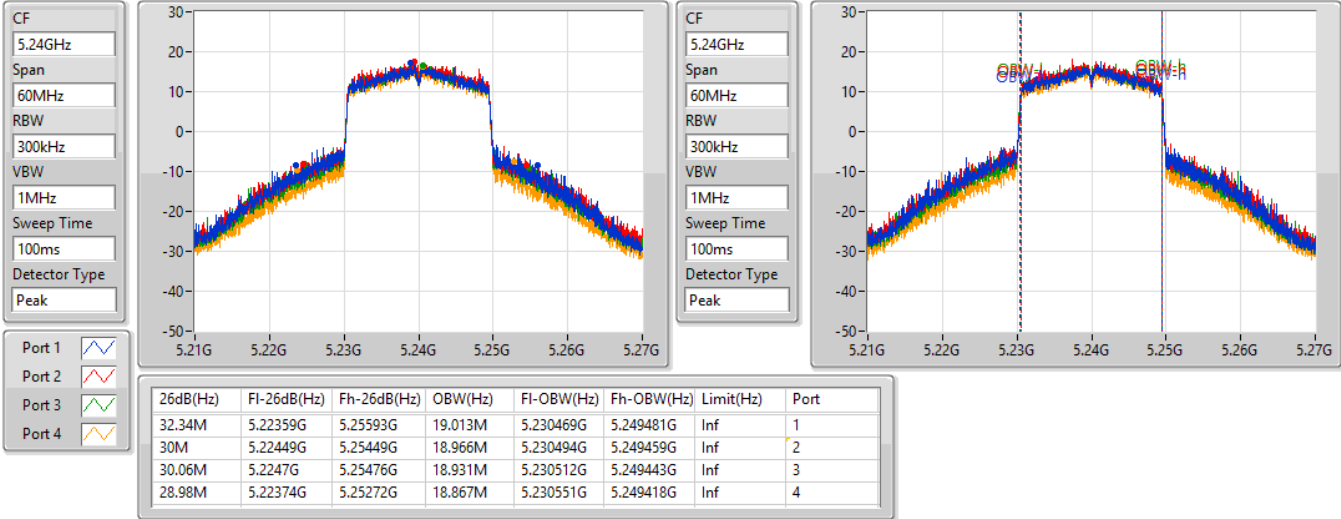 CF
5.24GHz
Span
60MHz
RBW
300kHz
VBW
1MHz
Sweep Time
100ms
Detector Type
Peak
30
20
10
0
-10
-20
-30
-40
-50
5.21G 5.22G 5.23G 5.24G 5.25G 5.26G 5.27G
CF
5.24GHz
Span
60MHz
RBW
300kHz
VBW
1MHz
Sweep Time
100ms
Detector Type
Peak
30
20
10
0
-10
-20
-30
-40
-50
OBW-l OBW-h
5.21G 5.22G 5.23G 5.24G 5.25G 5.26G 5.27G
Port 1
Port 2
Port 3
Port 4
26dB(Hz) Fl-26dB(Hz) Fh-26dB(Hz) OBW(Hz) Fl-OBW(Hz) Fh-OBW(Hz) Limit(Hz) Port
32.34M 5.22359G 5.25593G 19.013M 5.230469G 5.249481G Inf 1
30M 5.22449G 5.25449G 18.966M 5.230494G 5.249459G Inf 2
30.06M 5.2247G 5.25476G 18.931M 5.230512G 5.249443G Inf 3
28.98M 5.22374G 5.25272G 18.867M 5.230551G 5.249418G Inf 4